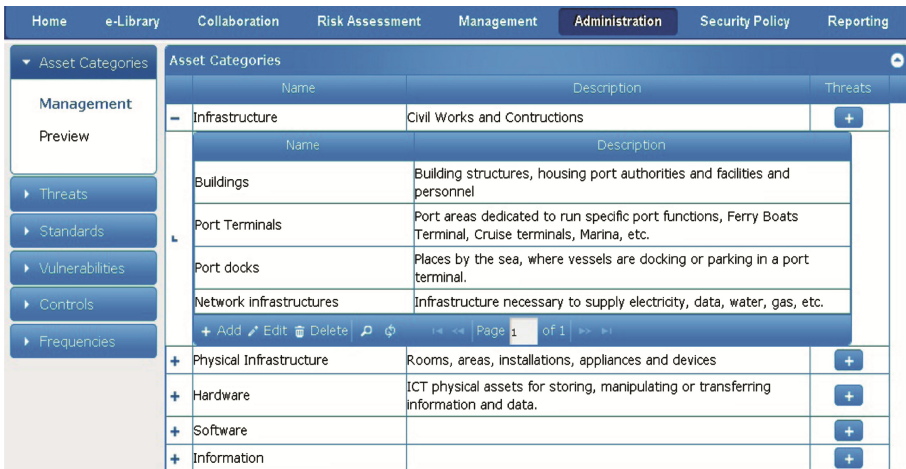 Home e-Library Collaboration Risk Assessment Management Administration Security Policy Reporting
Asset Categories
Management
Preview
Threats
Standards
Vulnerabilities
Controls
Frequencies
Asset Categories
Name Description Threats
Infrastructure Civil Works and Contructions +
Name Description
Buildings Building structures, housing port authorities and facilities and
personnel
Port Terminals Port areas dedicated to run specific port functions, Ferry Boats
Terminal, Cruise terminals, Marina, etc.
Port docks Places by the sea, where vessels are docking or parking in a port
terminal.
Network infrastructures Infrastructure necessary to supply electricity, data, water, gas, etc.
+ Add Edit Delete Page 1 of 1
+ Physical Infrastructure Rooms, areas, installations, appliances and devices +
+ Hardware ICT physical assets for storing, manipulating or transferring
information and data. +
+ Software +
+ Information +